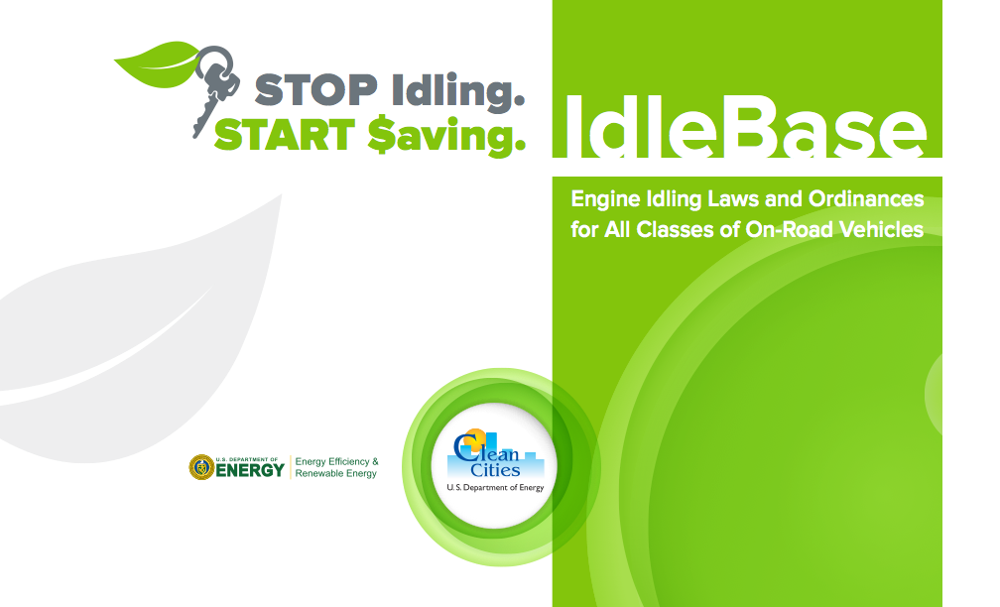 STOP Idling.
START $aving.
IdleBase
Engine Idling Laws and Ordinances
for All Classes of On-Road Vehicles
U.S. DEPARTMENT OF
ENERGY
Energy Efficiency &
Renewable Energy
Clean
Cities
U.S. Department of Energy